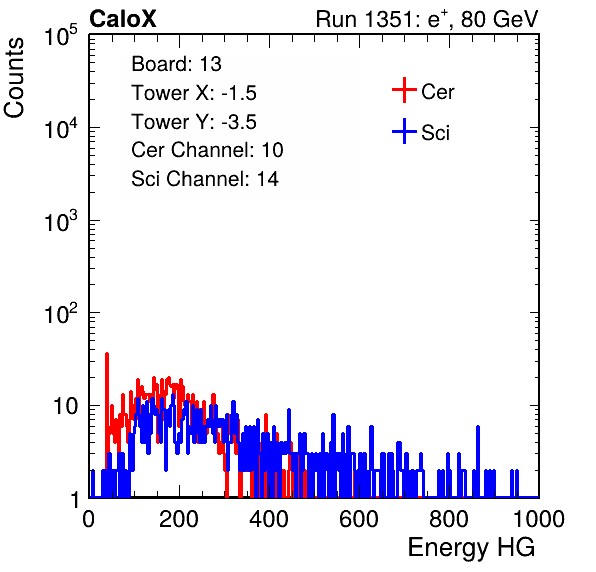 CaloX Run 1351: e⁺, 80 GeV
Counts
10⁵
10⁴
10³
10²
10
1
Board: 13
Tower X: -1.5
Tower Y: -3.5
Cer Channel: 10
Sci Channel: 14
Cer
Sci
0 200 400 600 800 1000
Energy HG